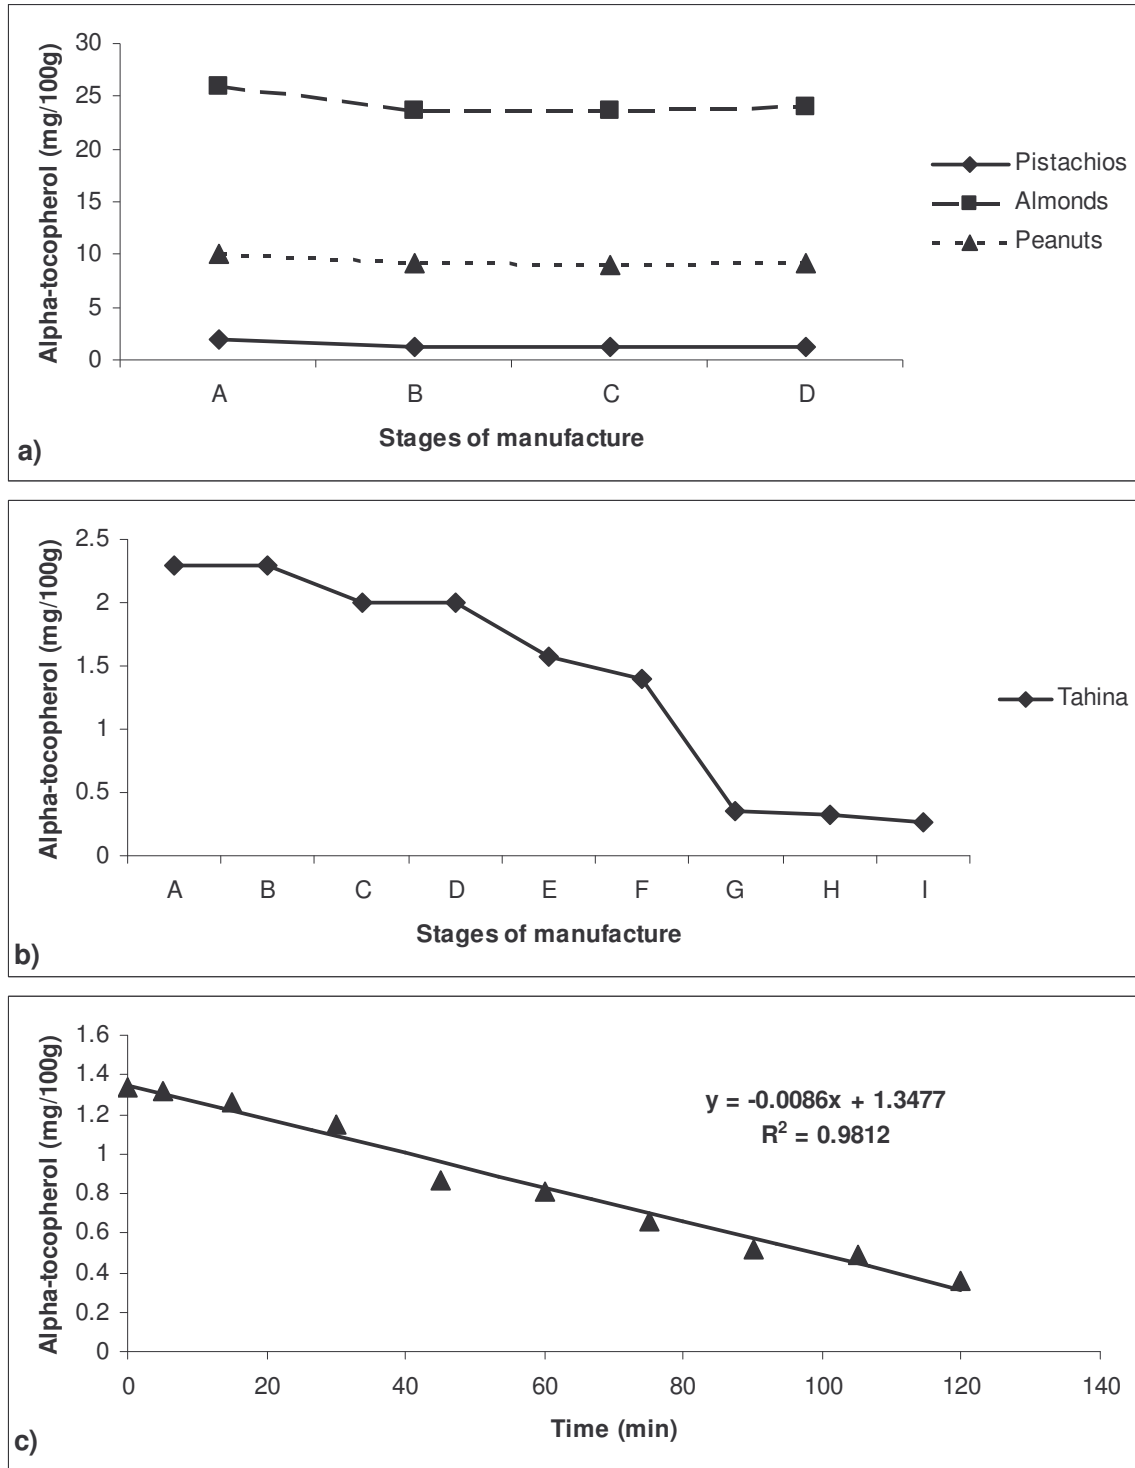 30
25
20
15
10
5
0
Alpha-tocopherol (mg/100g)
A B C D
Stages of manufacture
Pistachios
Almonds
Peanuts
a)
2.5
2
1.5
1
0.5
0
Alpha-tocopherol (mg/100g)
A B C D E F G H I
Stages of manufacture
Tahina
b)
1.6
1.4
1.2
1
0.8
0.6
0.4
0.2
0
Alpha-tocopherol (mg/100g)
y = -0.0086x + 1.3477
R² = 0.9812
0 20 40 60 80 100 120 140
Time (min)
c)